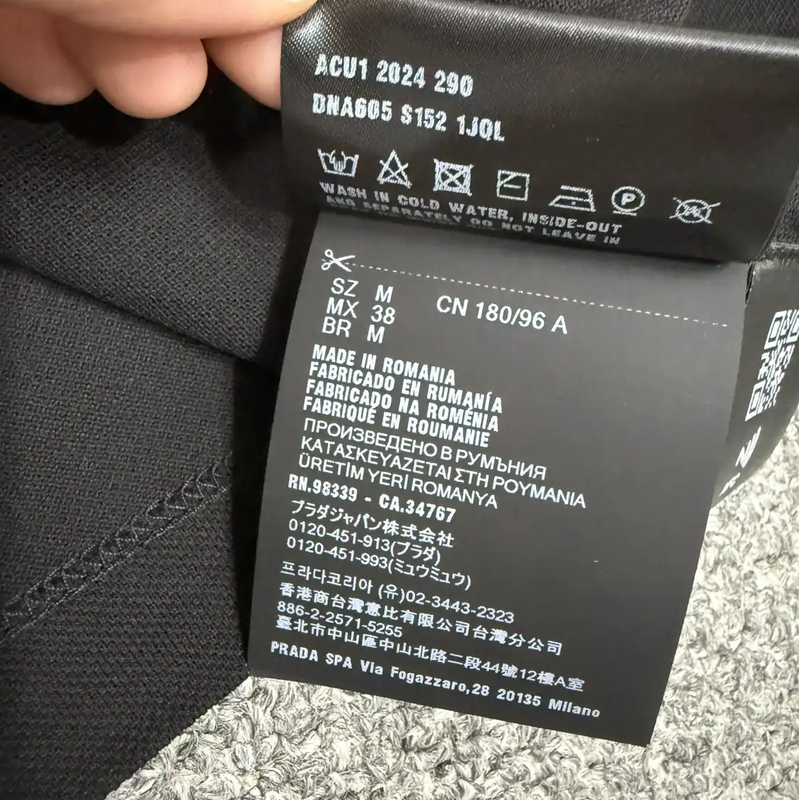 ACU1 2024 290
DNA605 S152 1JQL
WASH IN COLD WATER, INSIDE-OUT
AND SEPARATELY DO NOT LEAVE IN
SZ M
MX 38
BR M
CN 180/96 A
MADE IN ROMANIA
FABRICADO EN RUMANÍA
FABRICADO NA ROMÉNIA
FABRIQUÉ EN ROUMANIE
ПРОИЗВЕДЕНО В РУМЪНИЯ
ΚΑΤΑΣΚΕΥΑΖΕΤΑΙ ΣΤΗ ΡΟΥΜΑΝΙΑ
ÜRETİM YERİ ROMANYA
RN.98339 - CA.34767
プラダジャパン株式会社
0120-451-913(プラダ)
0120-451-993(ミュウミュウ)
프라다코리아 (유)02-3443-2323
香港商台灣意比有限公司台灣分公司
886-2-2571-5255
臺北市中山區中山北路二段44號12樓A室
PRADA SPA Via Fogazzaro,28 20135 Milano